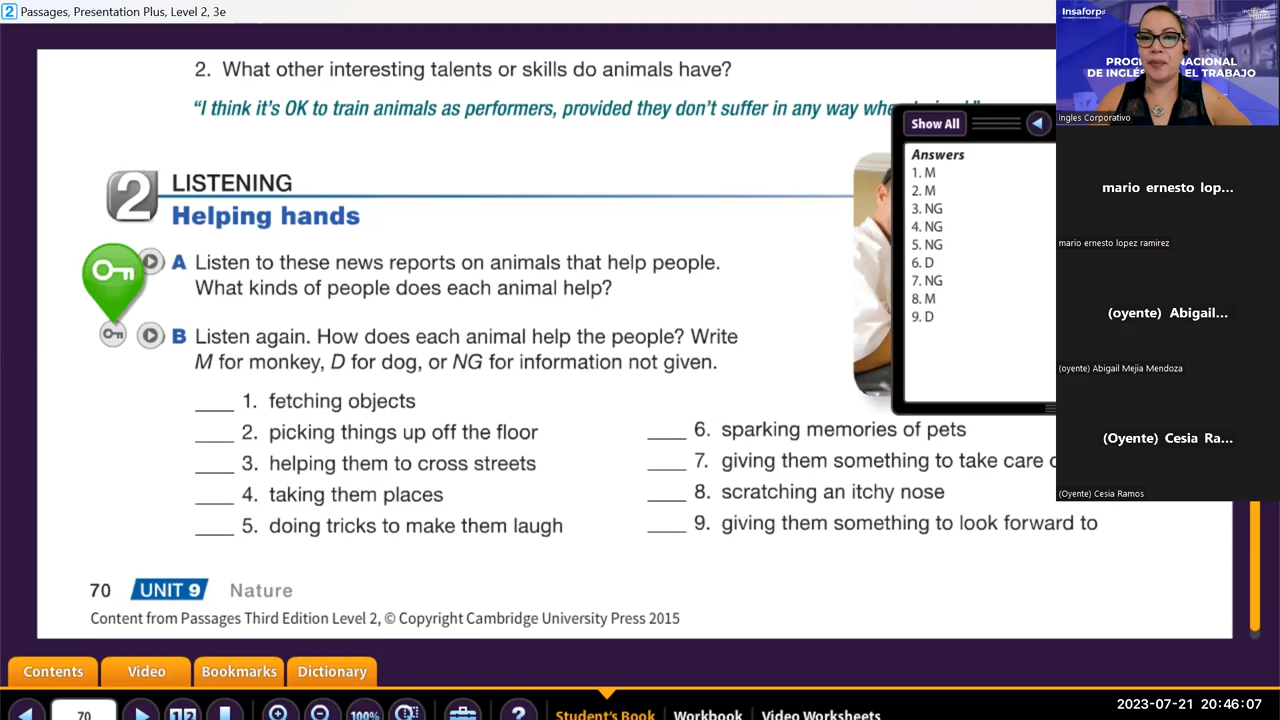 Passages, Presentation Plus, Level 2, 3e
2. What other interesting talents or skills do animals have?
"I think it's OK to train animals as performers, provided they don't suffer in any way
2 LISTENING
Helping hands
A Listen to these news reports on animals that help people.
What kinds of people does each animal help?
B Listen again. How does each animal help the people? Write
M for monkey, D for dog, or NG for information not given.
____ 1. fetching objects
____ 2. picking things up off the floor
____ 3. helping them to cross streets
____ 4. taking them places
____ 5. doing tricks to make them laugh
____ 6. sparking memories of pets
____ 7. giving them something to take care
____ 8. scratching an itchy nose
____ 9. giving them something to look forward to
Show All
Answers
1. M
2. M
3. NG
4. NG
5. NG
6. D
7. NG
8. M
9. D
70 UNIT 9 Nature
Content from Passages Third Edition Level 2, © Copyright Cambridge University Press 2015
Contents Video Bookmarks Dictionary
70 1 2 100% ? Student's Book Workbook Video Worksheets
Insaforp
DE INGLÉS EL TRABAJO
Ingles Corporativo
mario ernesto lop...
mario ernesto lopez ramirez
(oyente) Abigail...
(oyente) Abigail Mejia Mendoza
(Oyente) Cesia Ra...
(Oyente) Cesia Ramos
2023-07-21 20:46:07